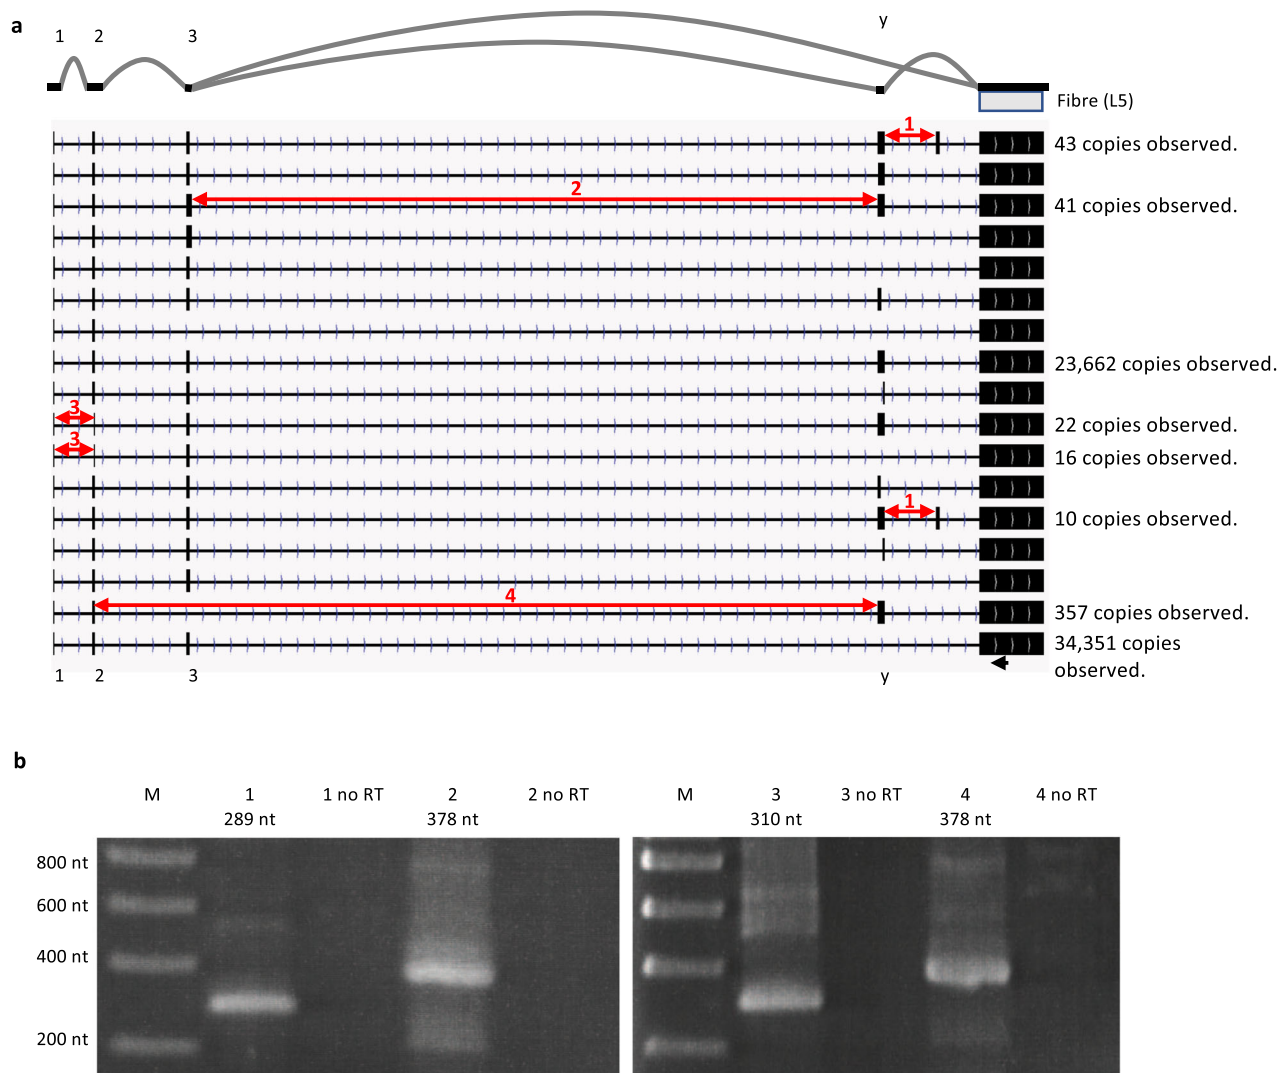 a
1 2 3 y
Fibre (L5)
1
43 copies observed.
2
41 copies observed.
23,662 copies observed.
3
22 copies observed.
3
16 copies observed.
1
10 copies observed.
4
357 copies observed.
34,351 copies
observed.
1 2 3 y
b
M 1 1 no RT 2 2 no RT M 3 3 no RT 4 4 no RT
289 nt 378 nt 310 nt 378 nt
800 nt
600 nt
400 nt
200 nt